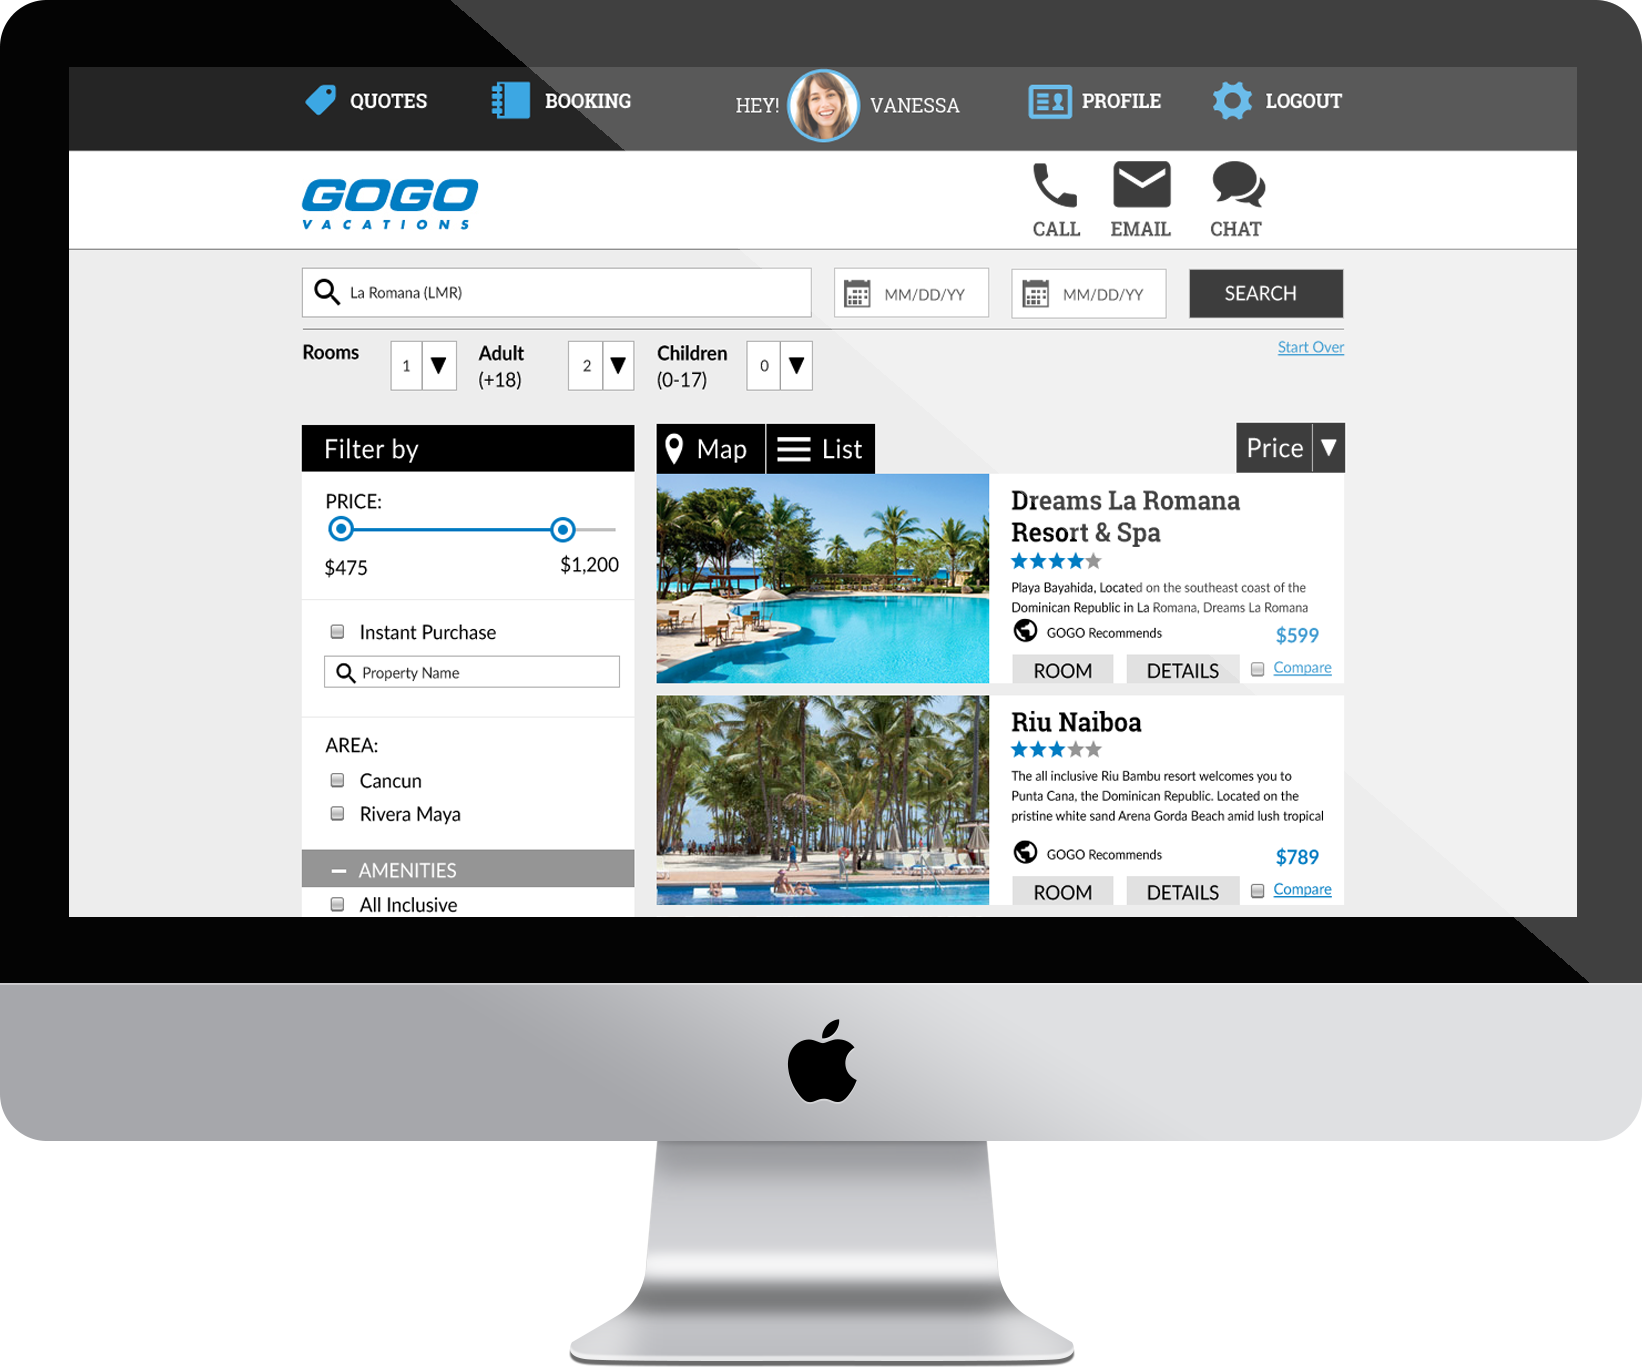 QUOTES
BOOKING
HEY!
VANESSA
PROFILE
LOGOUT
GOGO
VACATIONS
CALL
EMAIL
CHAT
La Romana (LMR)
MM/DD/YY
MM/DD/YY
SEARCH
Rooms
1
Adult
(+18)
2
Children
(0-17)
0
Start Over
Filter by
PRICE:
$475
$1,200
Instant Purchase
Property Name
AREA:
Cancun
Rivera Maya
AMENITIES
All Inclusive
Map
List
Price
Dreams La Romana
Resort & Spa
Playa Bayahida, Located on the southeast coast of the
Dominican Republic in La Romana, Dreams La Romana
GOGO Recommends
$599
ROOM
DETAILS
Compare
Riu Naiboa
The all inclusive Riu Bambu resort welcomes you to
Punta Cana, the Dominican Republic. Located on the
pristine white sand Arena Gorda Beach amid lush tropical
GOGO Recommends
$789
ROOM
DETAILS
Compare